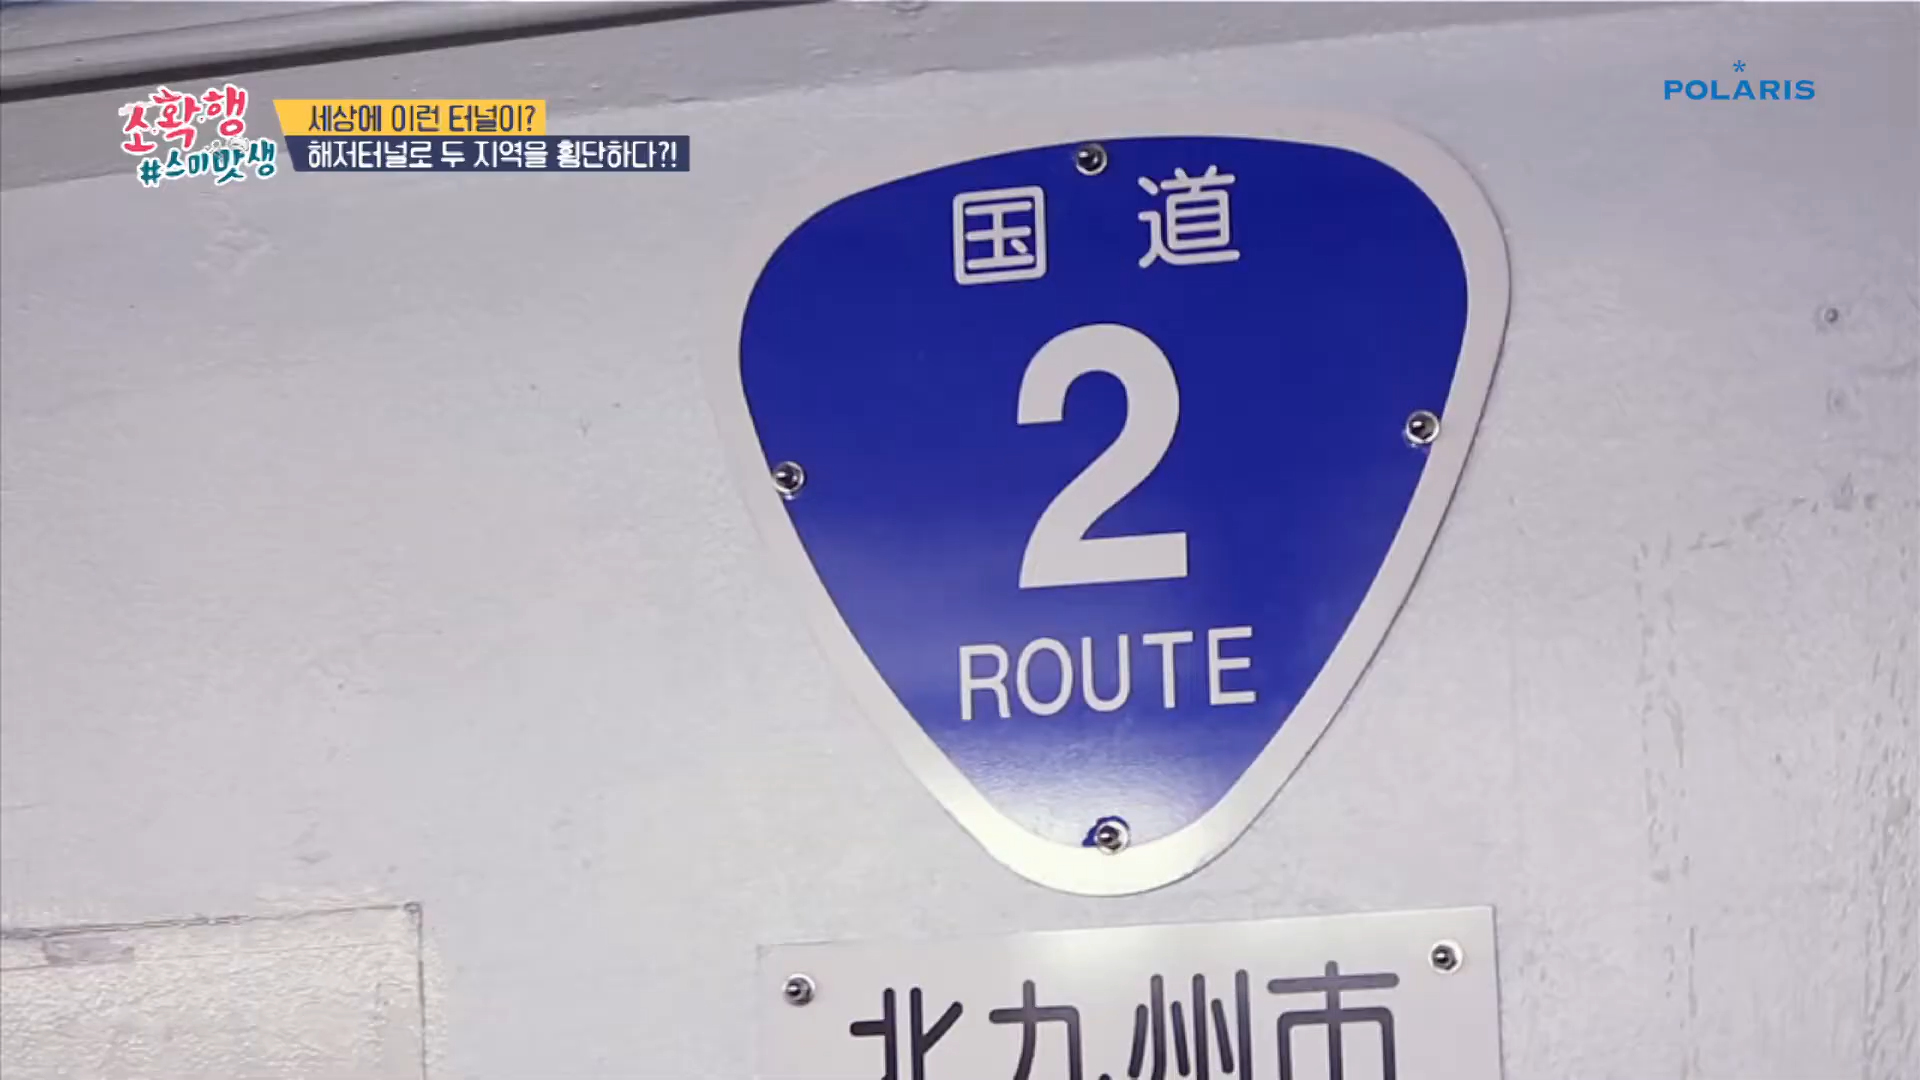 소확행
#스미맛생
세상에 이런 터널이?
해저터널로 두 지역을 횡단하다?!
POLARIS
国道
2
ROUTE
北九州市